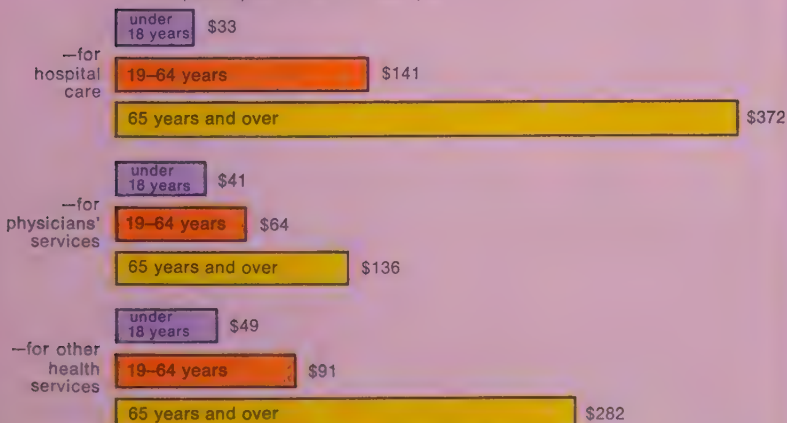 under
18 years $33
—for
hospital
care
19–64 years $141
65 years and over $372
under
18 years $41
—for
physicians'
services
19–64 years $64
65 years and over $136
under
18 years $49
—for other
health
services
19–64 years $91
65 years and over $282